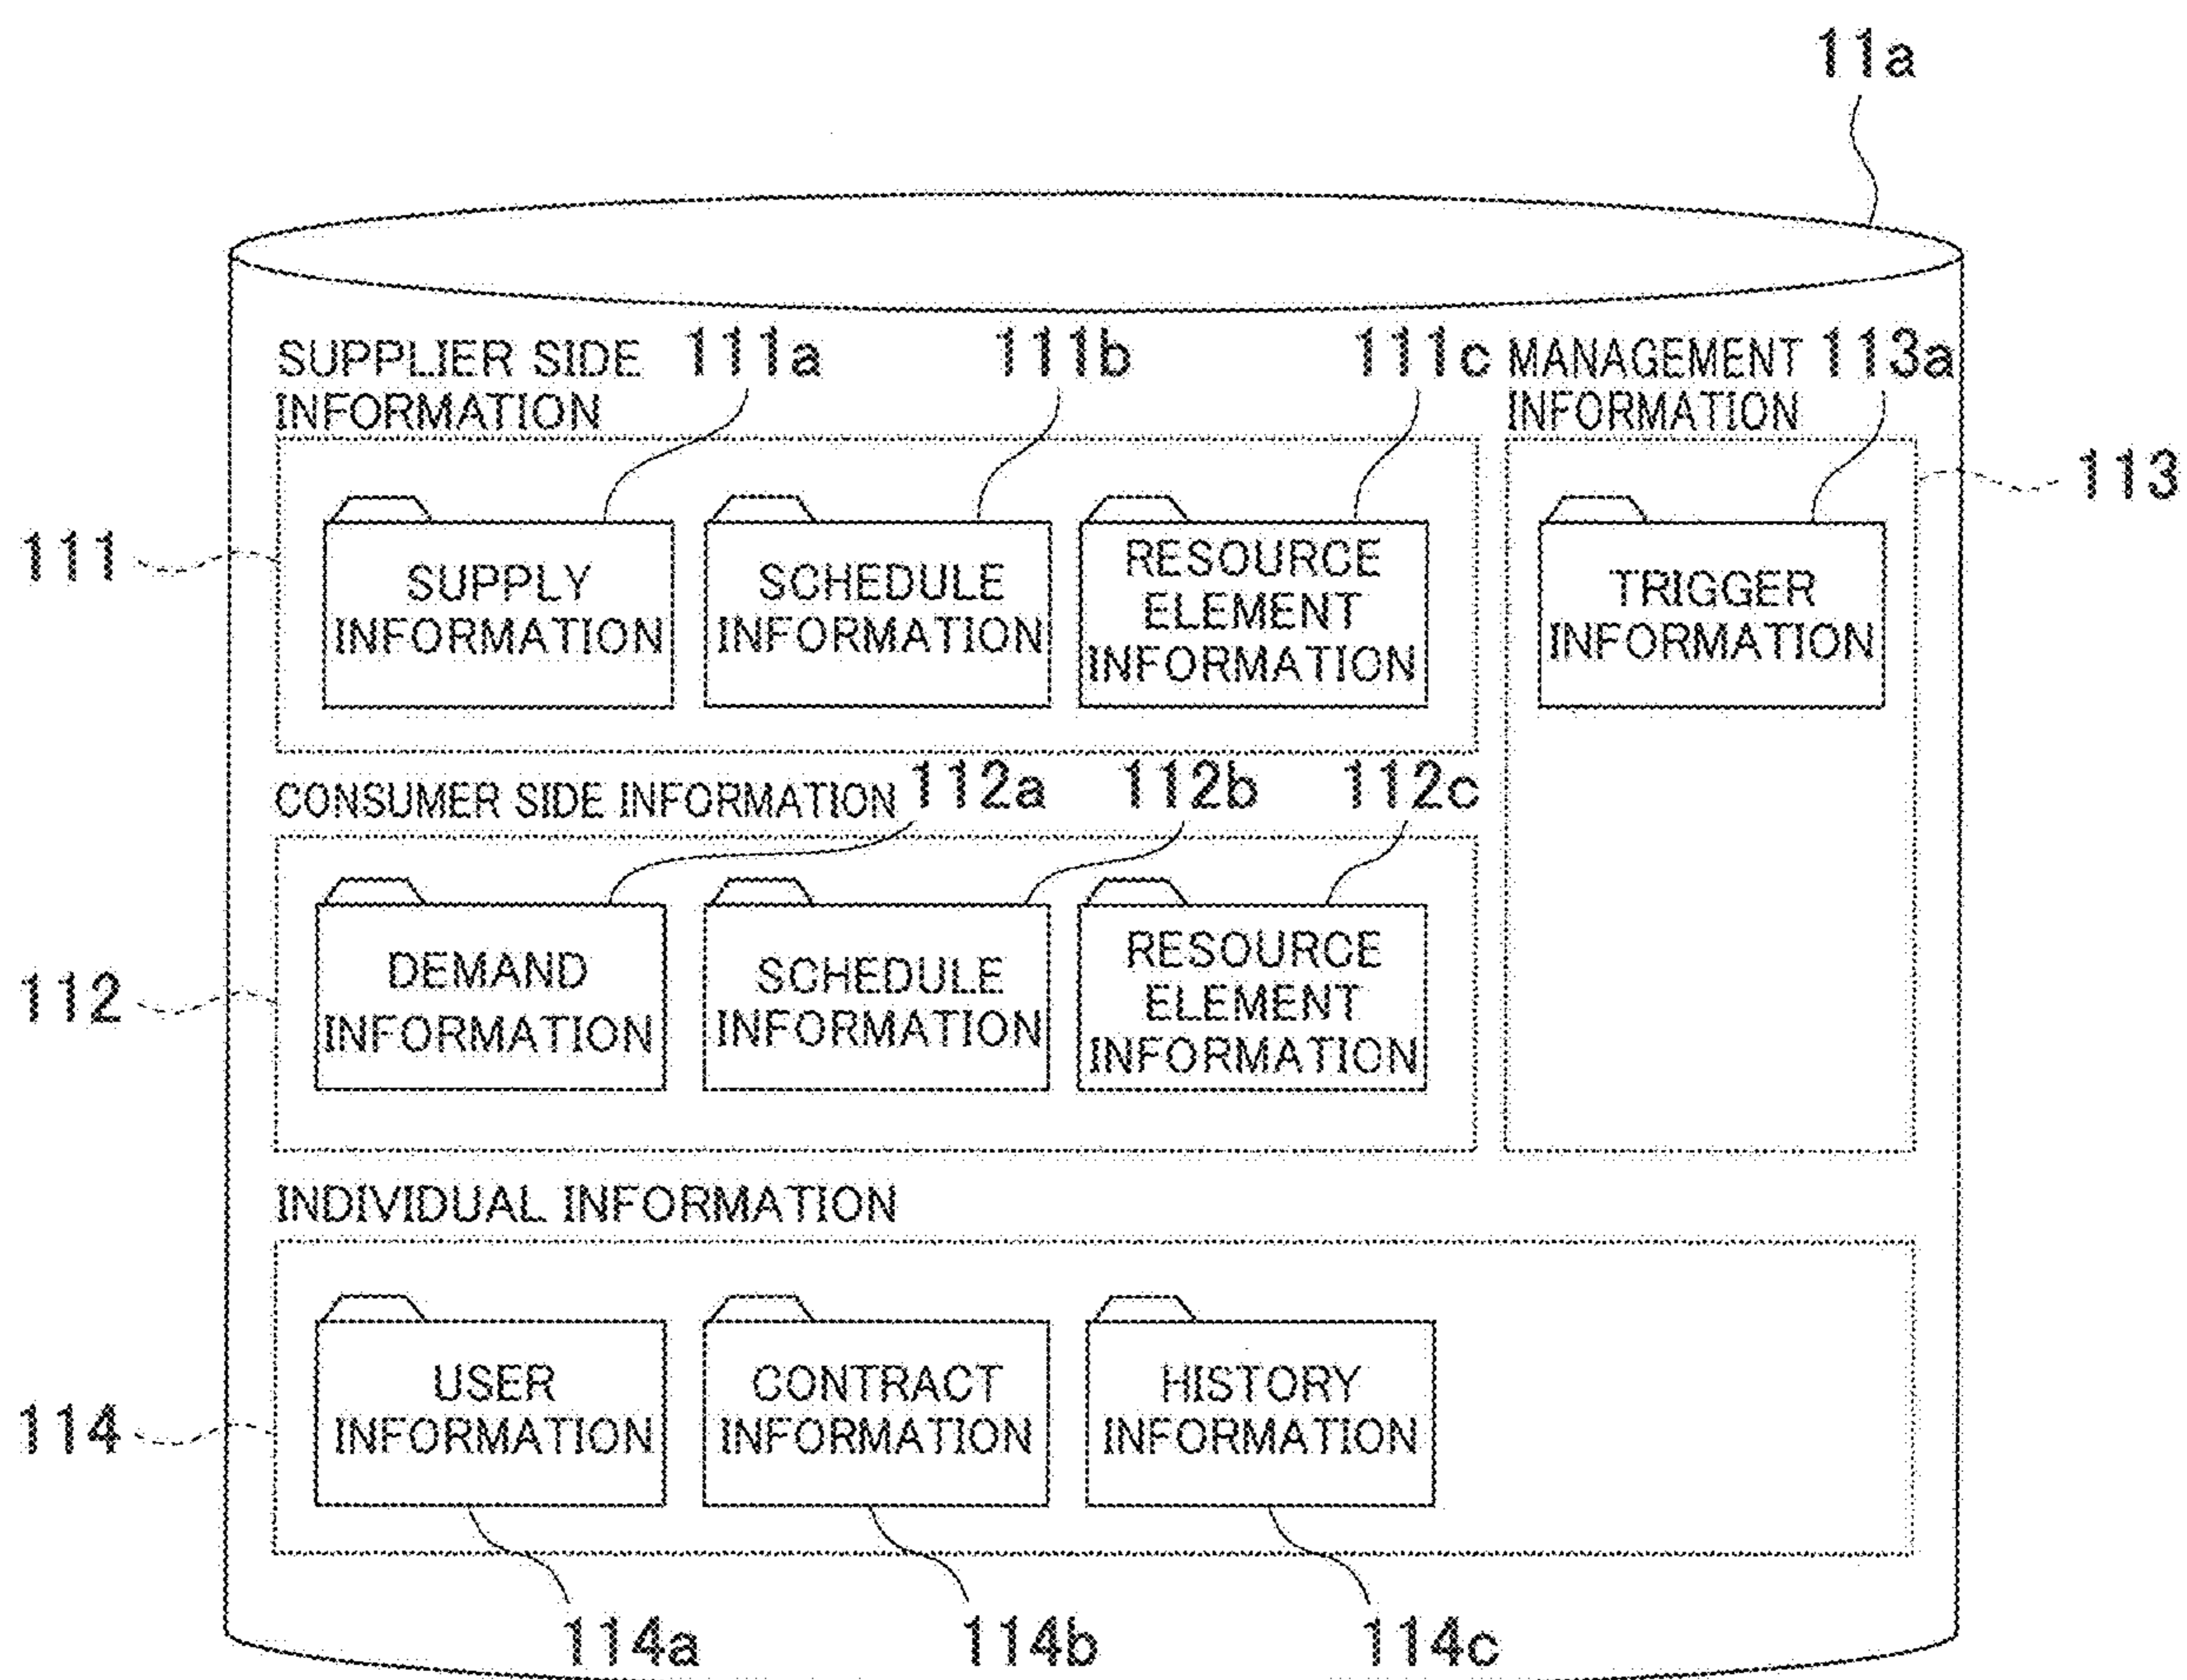 11a
SUPPLIER SIDE
INFORMATION
111a
111b
111c
MANAGEMENT
INFORMATION
113a
113
111
SUPPLY
INFORMATION
SCHEDULE
INFORMATION
RESOURCE
ELEMENT
INFORMATION
TRIGGER
INFORMATION
CONSUMER SIDE INFORMATION
112a
112b
112c
112
DEMAND
INFORMATION
SCHEDULE
INFORMATION
RESOURCE
ELEMENT
INFORMATION
INDIVIDUAL INFORMATION
114
USER
INFORMATION
CONTRACT
INFORMATION
HISTORY
INFORMATION
114a
114b
114c